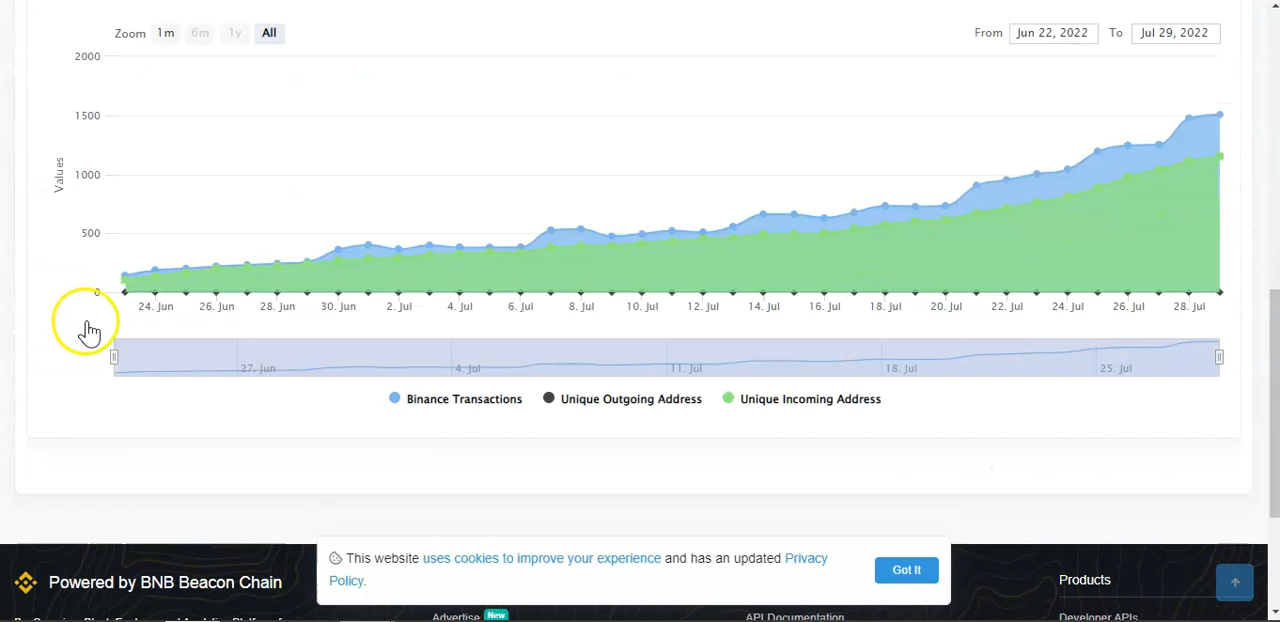 Zoom 1m 6m 1y All From Jun 22, 2022 To Jul 29, 2022
2000
1500
1000
500
0
Values
24. Jun 26. Jun 28. Jun 30. Jun 2. Jul 4. Jul 6. Jul 8. Jul 10. Jul 12. Jul 14. Jul 16. Jul 18. Jul 20. Jul 22. Jul 24. Jul 26. Jul 28. Jul
27. Jun 4. Jul 11. Jul 18. Jul 25. Jul
Binance Transactions Unique Outgoing Address Unique Incoming Address
This website uses cookies to improve your experience and has an updated Privacy
Policy.
Got It
Powered by BNB Beacon Chain
Products
Advertise New
API Documentation
Developer APIs